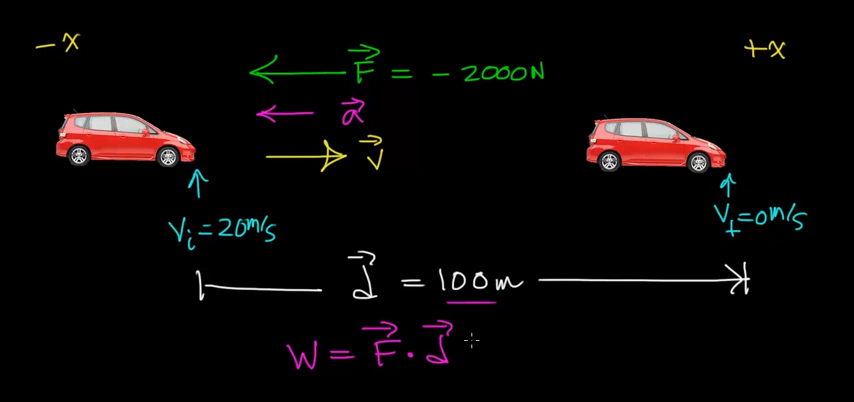 −x
+x
F = − 2000N
a
v
Vi = 20m/s
Vf = 0m/s
d = 100m
W = F · d